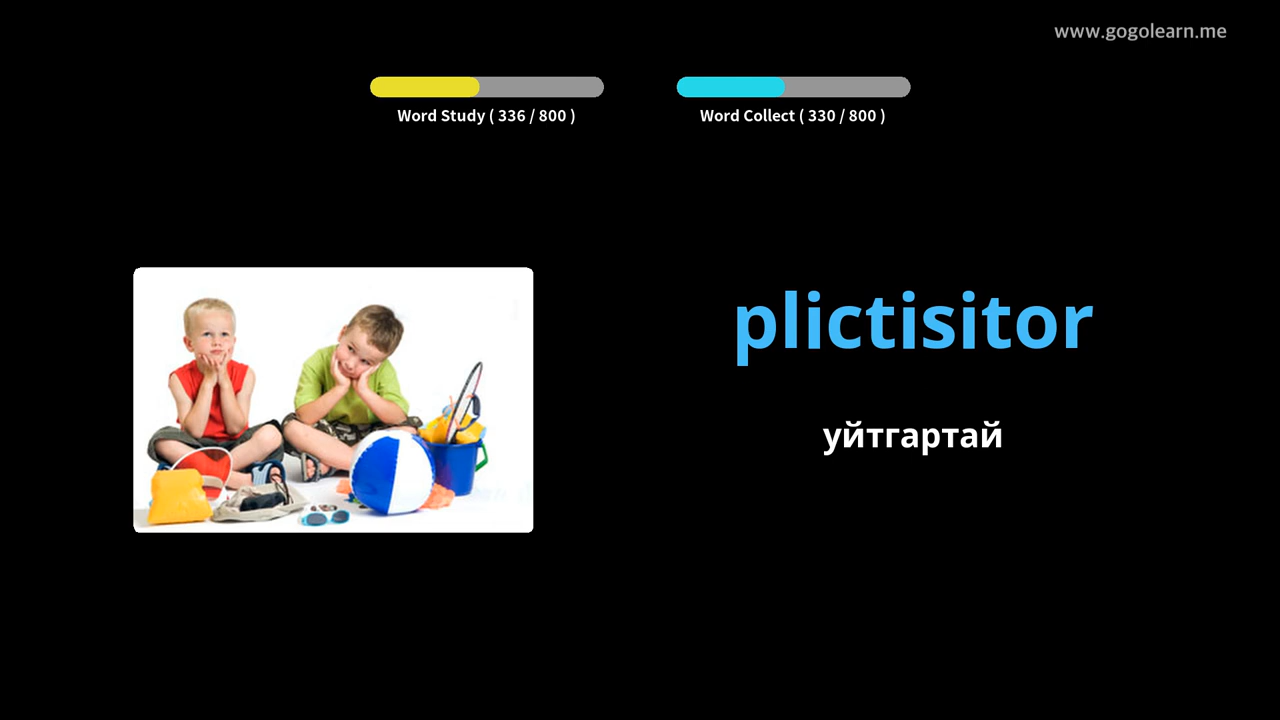 www.gogolearn.me
Word Study ( 336 / 800 )
Word Collect ( 330 / 800 )
plictisitor
уйтгартай